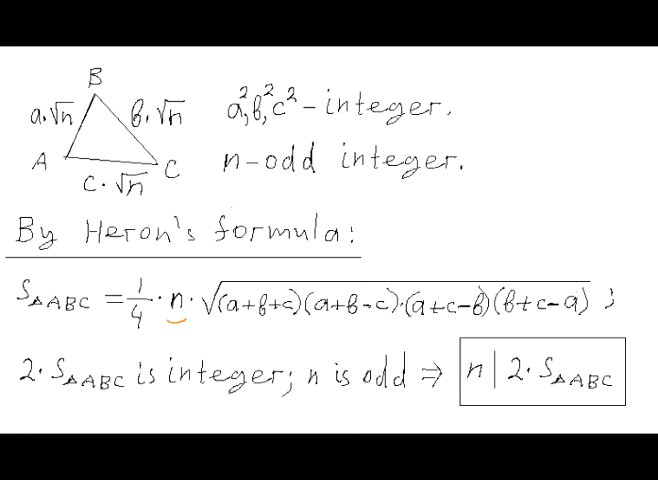 B
a·√n b·√n a², b², c² – integer.
A C n – odd integer.
c·√n
By Heron's formula:
S△ABC = 1/4 · n · √(a+b+c)(a+b-c)·(a+c-b)(b+c-a) ;
2·S△ABC is integer; n is odd ⇒ n | 2·S△ABC